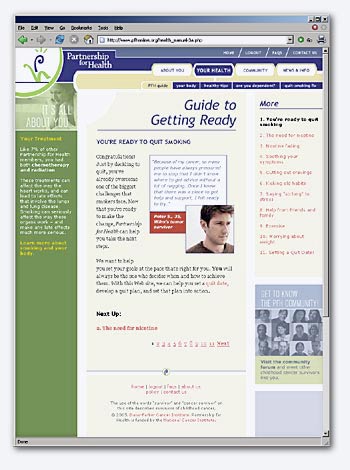 File Edit View Go Bookmarks Tools Help
Partnership
for Health
HOME / LOGOUT / FAQS / CONTACT US
ABOUT YOU
YOUR HEALTH
COMMUNITY
NEWS & INFO
PTH guide
your body
healthy tips
are you dependent?
quit smoking fix
IT'S ALL
ABOUT YOU
Your Treatment
Like 7% of other
Partnership for Health
members, you had
both chemotherapy
and radiation
These treatments can
affect the way the
heart works, and can
lead to late effects
that involve the lungs
and lung disease.
Smoking can seriously
affect the way these
organs work – and
make any late effects
much more serious.
Learn more about
smoking and your
body.
Guide to
Getting Ready
YOU'RE READY TO QUIT SMOKING
Congratulations!
Just by deciding to
quit, you've
already overcome
one of the biggest
challenges that
smokers face. Now
that you're ready
to make the
change, Partnership
for Health can help
you take the next
steps.
"Because of my cancer, so many
people have always pressured
me to stop that I didn't know
where to get advice without a
lot of nagging. Once I knew
that there was a place to get
help and support, I felt ready
to try."
Peter S., 35,
Wilms's tumor
survivor
We want to help
you set your goals at the pace that's right for you. You will
always be the one who decides when and how to achieve
them. With this Web site, we can help you set a quit date,
develop a quit plan, and set that plan into action.
Next Up:
2. The need for nicotine
1 2 3 4 5 6 7 8 9 10 11 Next
home | logout | faqs | about us
policy | contact us
The use of the words "survivor" and "cancer survivor" on
this site describes survivors of childhood cancer.
© 2005. Dana-Farber Cancer Institute. Partnership for
Health is funded by the National Cancer Institute.
More
1. You're ready to
quit smoking
2. The need for nicotine
3. Nicotine fading
4. Soothing your
symptoms
5. Cutting out cravings
6. Kicking old habits
7. Saying "so long" to
stress
8. Help from friends and
family
9. Exercise
10. Worrying about
weight
11. Setting a Quit Date!
GET TO KNOW
THE PFH COMMUNITY!
Visit the community
forum and meet other
childhood cancer survivors
like you.
Done